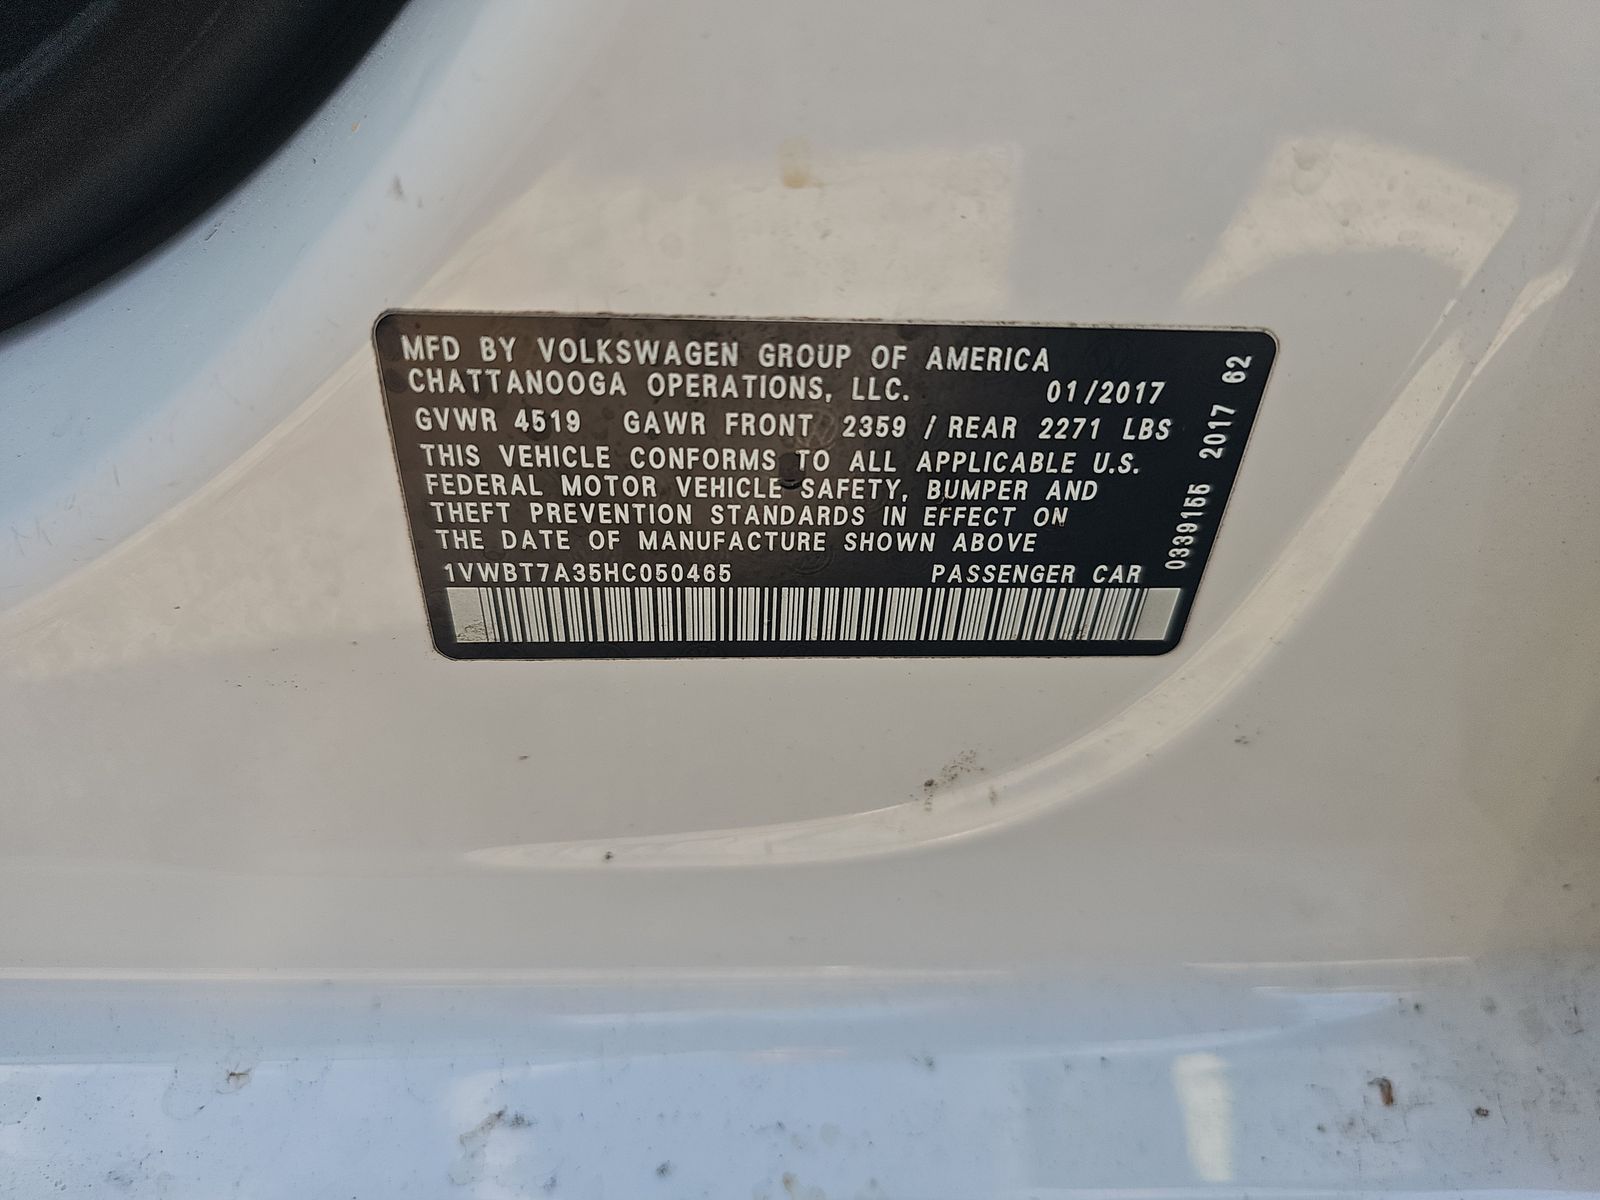 MFD BY VOLKSWAGEN GROUP OF AMERICA
CHATTANOOGA OPERATIONS, LLC. 01/2017
GVWR 4519 GAWR FRONT 2359 / REAR 2271 LBS
THIS VEHICLE CONFORMS TO ALL APPLICABLE U.S.
FEDERAL MOTOR VEHICLE SAFETY, BUMPER AND
THEFT PREVENTION STANDARDS IN EFFECT ON
THE DATE OF MANUFACTURE SHOWN ABOVE
1VWBT7A35HC050465 PASSENGER CAR
0339155 2017 62